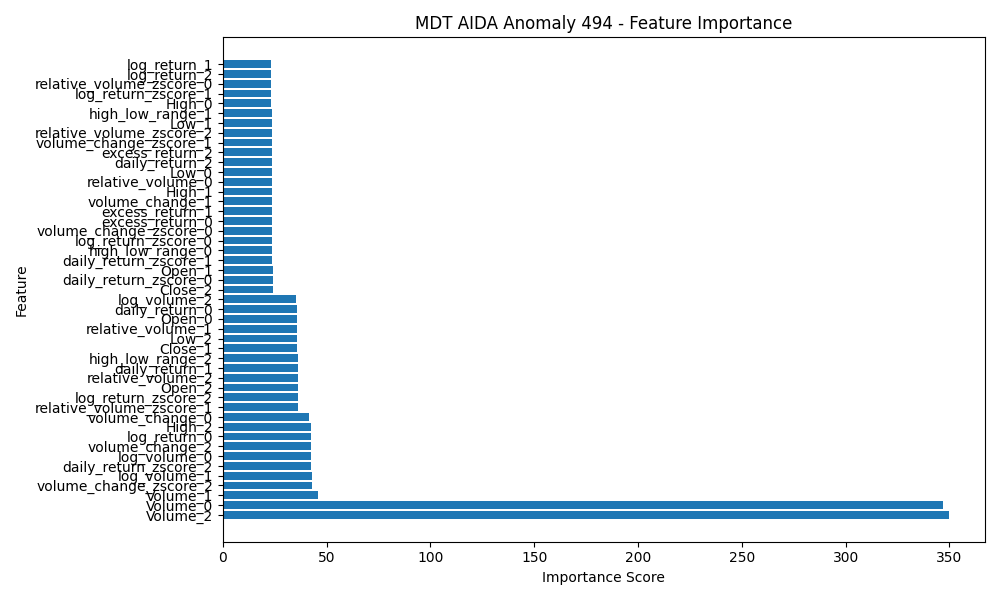 MDT AIDA Anomaly 494 - Feature Importance
log_return_1
log_return_2
relative_volume_zscore_0
log_return_zscore_1
High_0
high_low_range_1
Low_1
relative_volume_zscore_2
volume_change_zscore_1
excess_return_2
daily_return_2
Low_0
relative_volume_0
High_1
volume_change_1
excess_return_1
excess_return_0
volume_change_zscore_0
log_return_zscore_0
high_low_range_0
daily_return_zscore_1
Open_1
daily_return_zscore_0
Close_2
log_volume_2
daily_return_0
Open_0
relative_volume_1
Low_2
Close_1
high_low_range_2
daily_return_1
relative_volume_2
Open_2
log_return_zscore_2
relative_volume_zscore_1
volume_change_0
High_2
log_return_0
volume_change_2
log_volume_0
daily_return_zscore_2
log_volume_1
volume_change_zscore_2
Volume_1
Volume_0
Volume_2
Feature
0 50 100 150 200 250 300 350
Importance Score